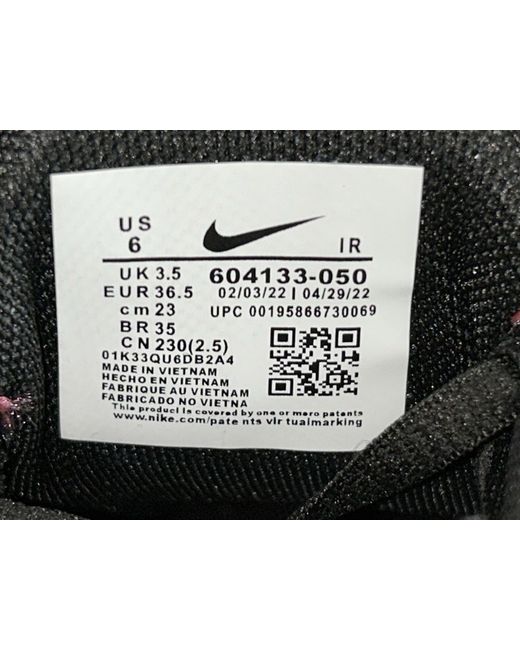 US
6
IR
UK 3.5
604133-050
EUR 36.5
02/03/22 I 04/29/22
cm 23
UPC 00195866730069
BR 35
CN 230(2.5)
01K33QU6DB2A4
MADE IN VIETNAM
HECHO EN VIETNAM
FABRIQUE AU VIETNAM
FABRICADO NO VIETNA
This product is covered by one or more patents
www.nike.com/patents virtualmarking